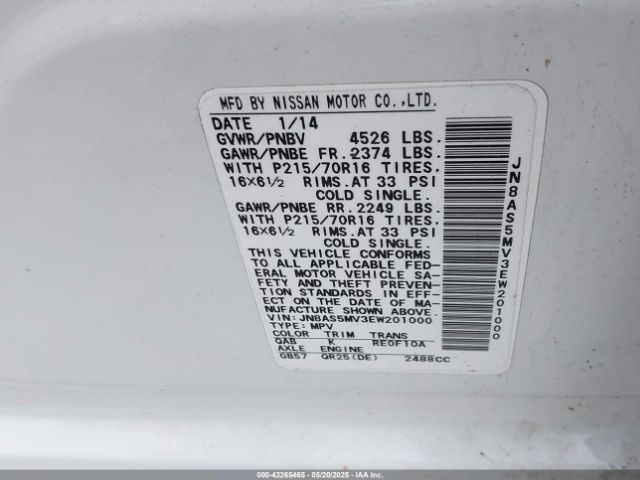 MFD BY NISSAN MOTOR CO.,LTD.
DATE 1/14
GVWR/PNBV 4526 LBS.
GAWR/PNBE FR. 2374 LBS.
WITH P215/70R16 TIRES,
16X6½ RIMS.AT 33 PSI
COLD SINGLE.
GAWR/PNBE RR. 2249 LBS.
WITH P215/70R16 TIRES,
16X6½ RIMS.AT 33 PSI
COLD SINGLE.
THIS VEHICLE CONFORMS
TO ALL APPLICABLE FED-
ERAL MOTOR VEHICLE SA-
FETY AND THEFT PREVEN-
TION STANDARDS IN EFF-
ECT ON THE DATE OF MA-
NUFACTURE SHOWN ABOVE.
VIN: JN8AS5MV3EW201000
TYPE: MPV
COLOR TRIM TRANS
QAB K RE0F10A
AXLE ENGINE
GB57 QR25(DE) 2488CC
JN8AS5MV3EW201000
000-42265465 - 05/20/2025 - IAAI.COM